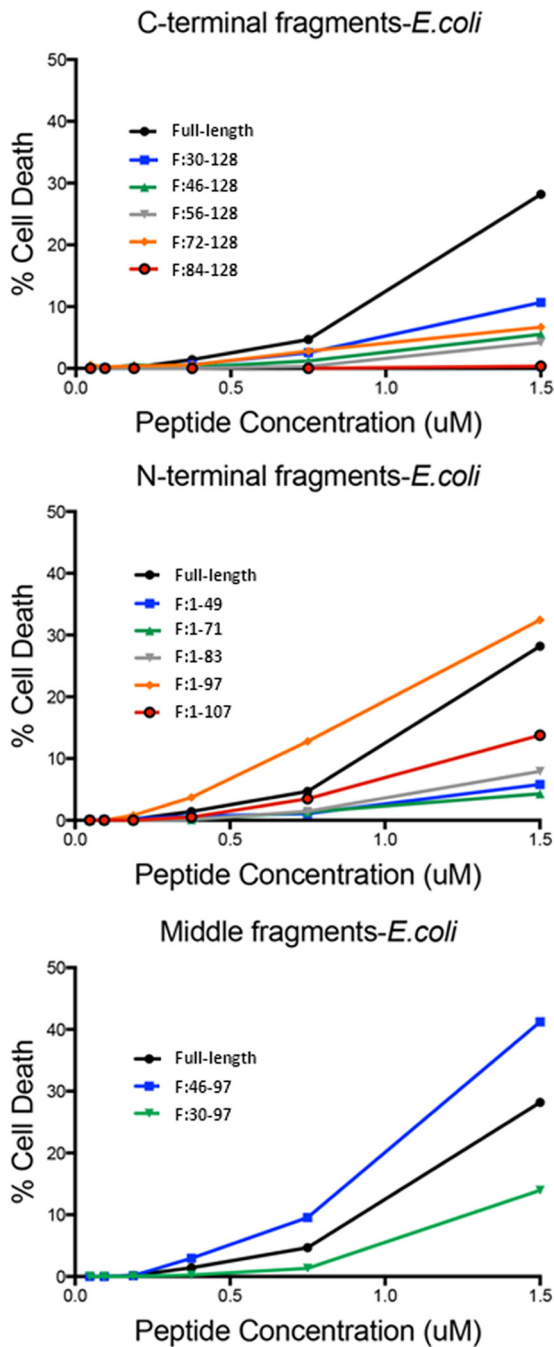 C-terminal fragments-E.coli
50
40
30
20
10
0
Full-length
F:30-128
F:46-128
F:56-128
F:72-128
F:84-128
% Cell Death
0.0 0.5 1.0 1.5
Peptide Concentration (uM)
N-terminal fragments-E.coli
50
40
30
20
10
0
Full-length
F:1-49
F:1-71
F:1-83
F:1-97
F:1-107
% Cell Death
0.0 0.5 1.0 1.5
Peptide Concentration (uM)
Middle fragments-E.coli
50
40
30
20
10
0
Full-length
F:46-97
F:30-97
% Cell Death
0.0 0.5 1.0 1.5
Peptide Concentration (uM)